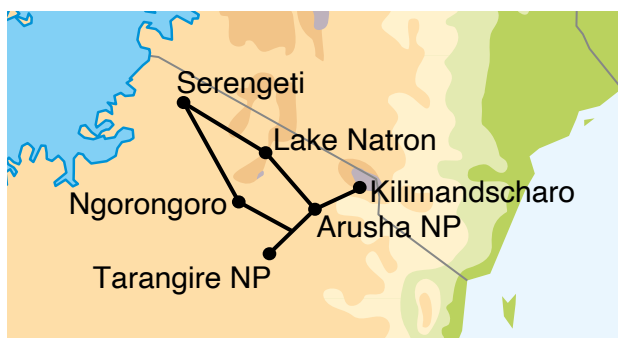 Serengeti
Lake Natron
Kilimandscharo
Ngorongoro
Arusha NP
Tarangire NP